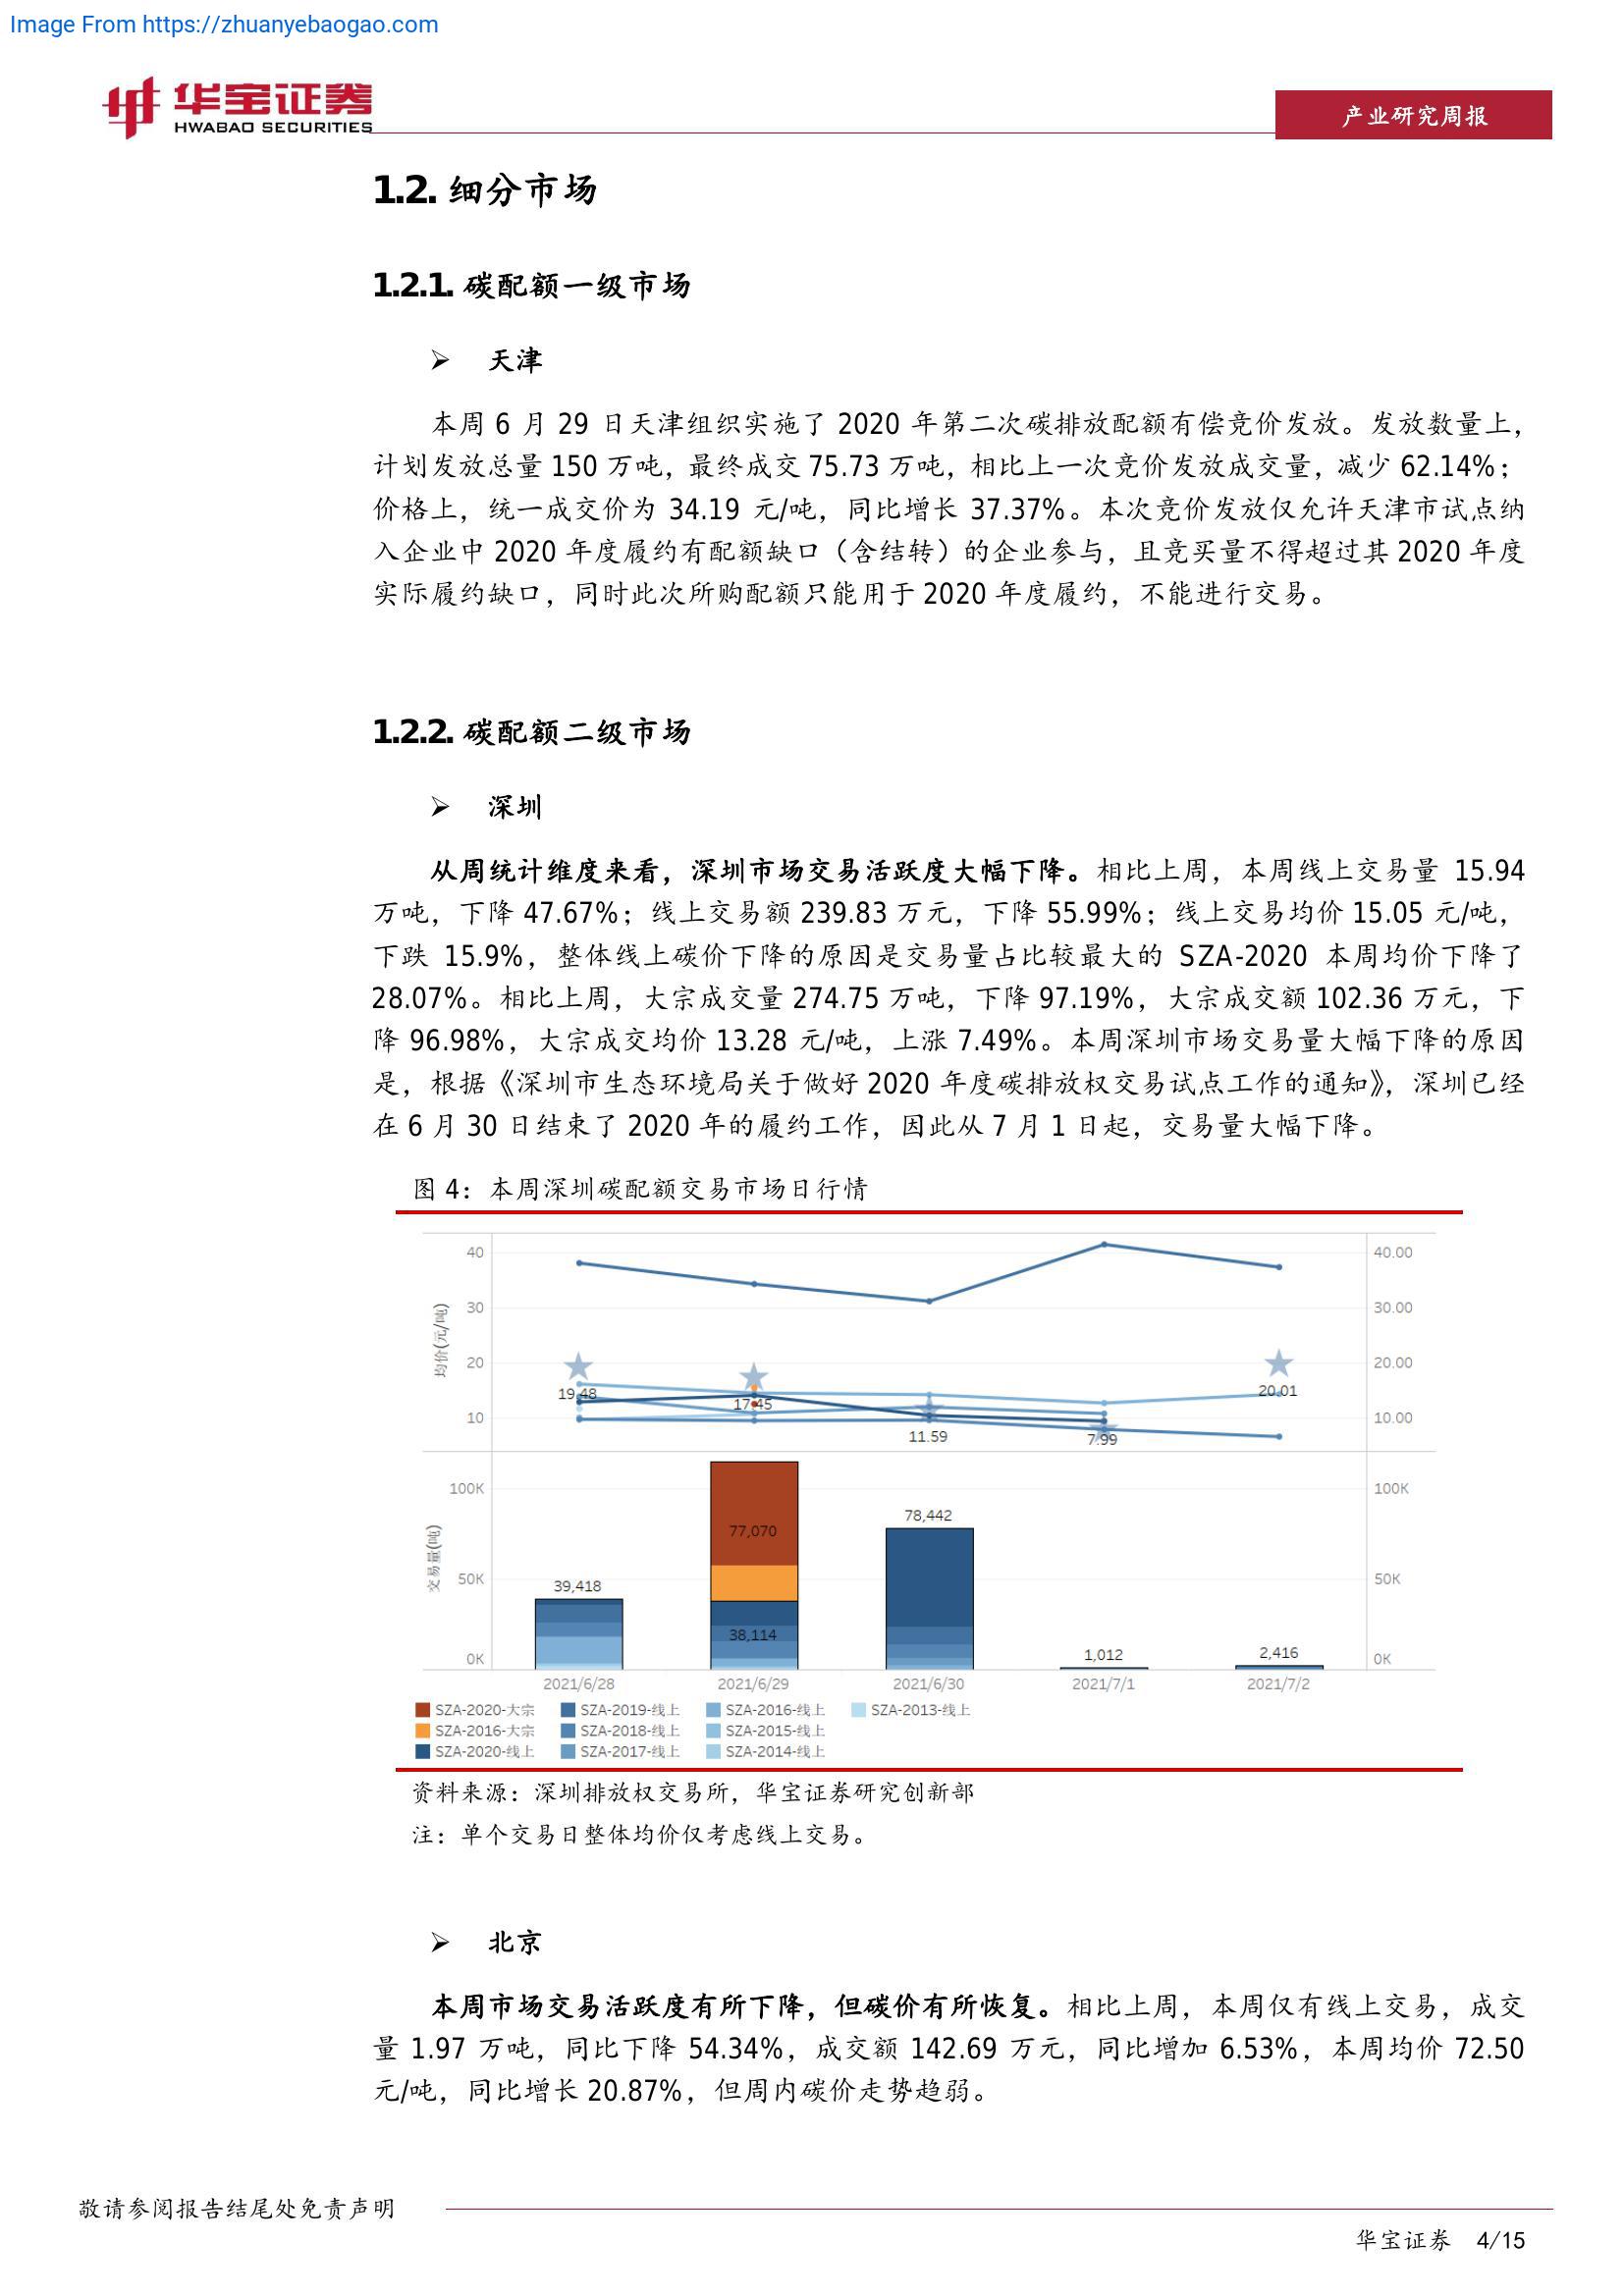 Image From https://zhuanyebaogao.com
华宝证券
HWABAO SECURITIES
产业研究周报
1.2. 细分市场
1.2.1. 碳配额一级市场
➢ 天津
本周 6 月 29 日天津组织实施了 2020 年第二次碳排放配额有偿竞价发放。发放数量上，
计划发放总量 150 万吨，最终成交 75.73 万吨，相比上一次竞价发放成交量，减少 62.14%；
价格上，统一成交价为 34.19 元/吨，同比增长 37.37%。本次竞价发放仅允许天津市试点纳
入企业中 2020 年度履约有配额缺口（含结转）的企业参与，且竞买量不得超过其 2020 年度
实际履约缺口，同时此次所购配额只能用于 2020 年度履约，不能进行交易。
1.2.2. 碳配额二级市场
➢ 深圳
从周统计维度来看，深圳市场交易活跃度大幅下降。相比上周，本周线上交易量 15.94
万吨，下降 47.67%；线上交易额 239.83 万元，下降 55.99%；线上交易均价 15.05 元/吨，
下跌 15.9%，整体线上碳价下降的原因是交易量占比较最大的 SZA-2020 本周均价下降了
28.07%。相比上周，大宗成交量 274.75 万吨，下降 97.19%，大宗成交额 102.36 万元，下
降 96.98%，大宗成交均价 13.28 元/吨，上涨 7.49%。本周深圳市场交易量大幅下降的原因
是，根据《深圳市生态环境局关于做好 2020 年度碳排放权交易试点工作的通知》，深圳已经
在 6 月 30 日结束了 2020 年的履约工作，因此从 7 月 1 日起，交易量大幅下降。
图 4：本周深圳碳配额交易市场日行情
均价(元/吨)
40
30
20
10
40.00
30.00
20.00
10.00
19.48
17.45
11.59
7.99
20.01
交易量(吨)
100K
50K
0K
100K
50K
0K
39,418
77,070
38,114
78,442
1,012
2,416
2021/6/28 2021/6/29 2021/6/30 2021/7/1 2021/7/2
SZA-2020-大宗 SZA-2019-线上 SZA-2016-线上 SZA-2013-线上
SZA-2016-大宗 SZA-2018-线上 SZA-2015-线上
SZA-2020-线上 SZA-2017-线上 SZA-2014-线上
资料来源：深圳排放权交易所，华宝证券研究创新部
注：单个交易日整体均价仅考虑线上交易。
➢ 北京
本周市场交易活跃度有所下降，但碳价有所恢复。相比上周，本周仅有线上交易，成交
量 1.97 万吨，同比下降 54.34%，成交额 142.69 万元，同比增加 6.53%，本周均价 72.50
元/吨，同比增长 20.87%，但周内碳价走势趋弱。
敬请参阅报告结尾处免责声明
华宝证券 4/15